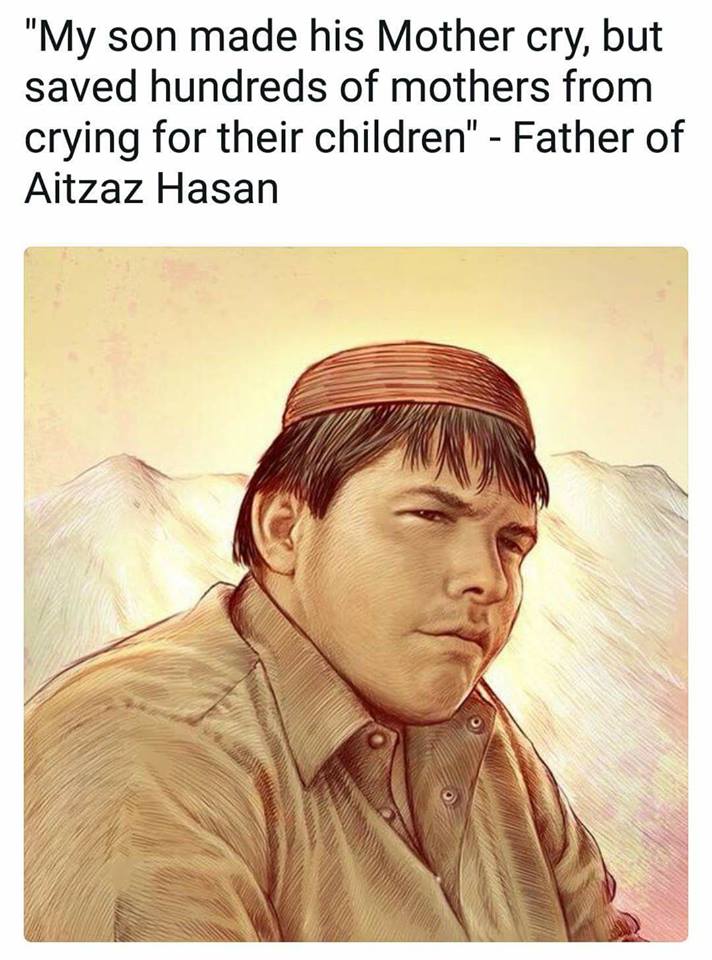 "My son made his Mother cry, but
saved hundreds of mothers from
crying for their children" - Father of
Aitzaz Hasan